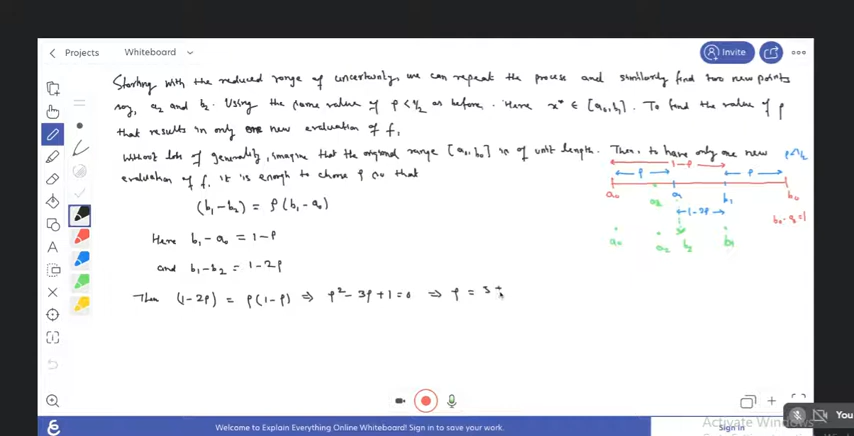 Projects
Whiteboard
Invite
Starting with the reduced range of uncertainty, we can repeat the process and similarly find two new points
say, a₂ and b₂. Using the same value of ρ < 1/2 as before. Here x* ∈ [a₀, b₁]. To find the value of ρ
that results in only one new evaluation of f.
Without loss of generality, imagine that the original range [a₀, b₀] is of unit length. Then, to have only one new
evaluation of f, it is enough to choose ρ so that
(b₁-b₂) = ρ(b₁-a₀)
Here b₁-a₀ = 1-ρ
and b₁-b₂ = 1-2ρ
Then (1-2ρ) = ρ(1-ρ) ⇒ ρ²-3ρ+1=0 ⇒ ρ = 3 ±
1-ρ
ρ<1/2
ρ ρ
a₂
a₀ a₁ b₁ b₀
1-2ρ
b₀-a₀=1
a₀ a₂ b₂ b₁
Welcome to Explain Everything Online Whiteboard! Sign in to save your work.
Sign in
Activate Windows
You